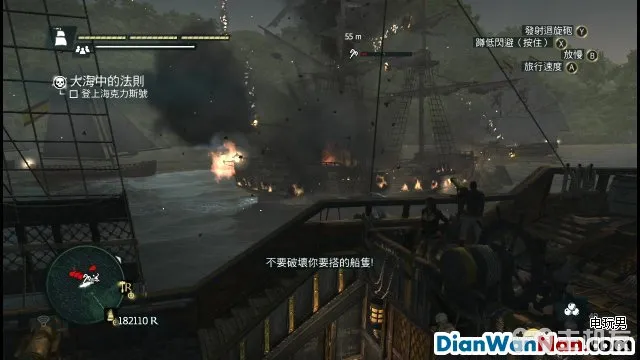 發射迴旋砲 Y
55 m
蹲低閃避（按住） X
放慢 B
旅行速度 A
大海中的法則
登上海克力斯號
不要破壞你要搭的船隻!
R
182110 R
电玩男
DianWanNan.com